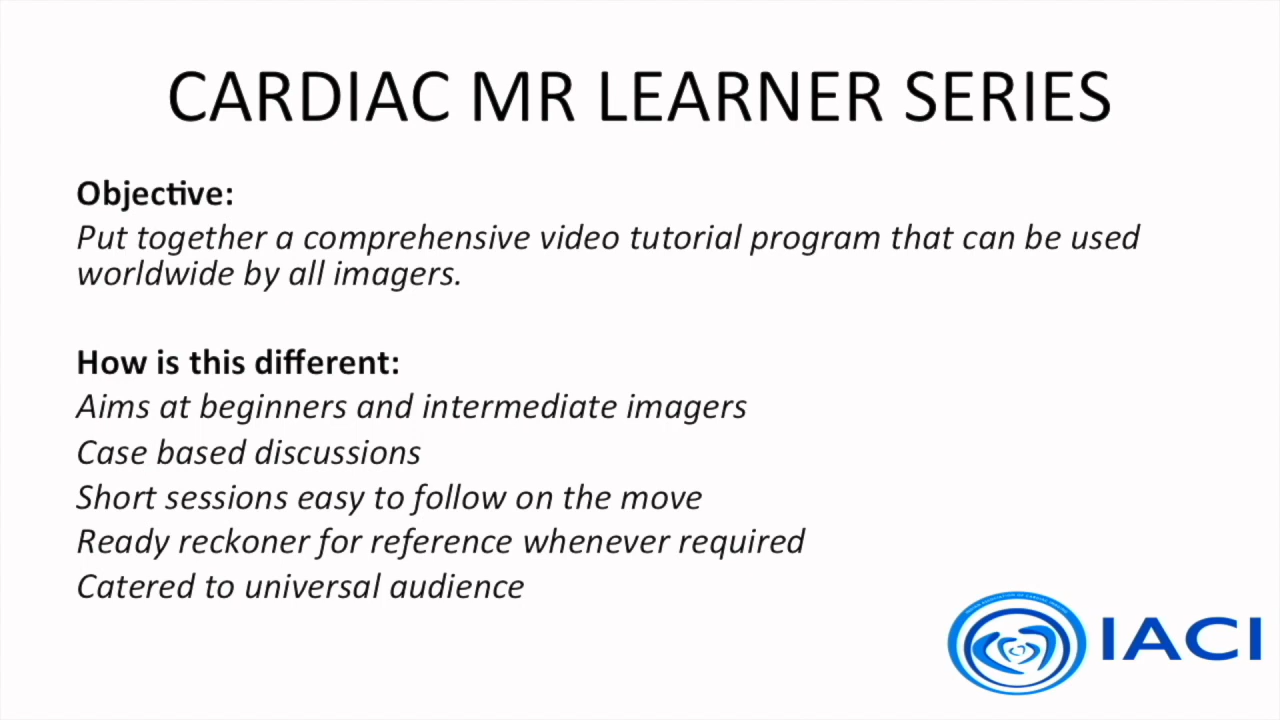 CARDIAC MR LEARNER SERIES
Objective:
Put together a comprehensive video tutorial program that can be used
worldwide by all imagers.
How is this different:
Aims at beginners and intermediate imagers
Case based discussions
Short sessions easy to follow on the move
Ready reckoner for reference whenever required
Catered to universal audience
IACI